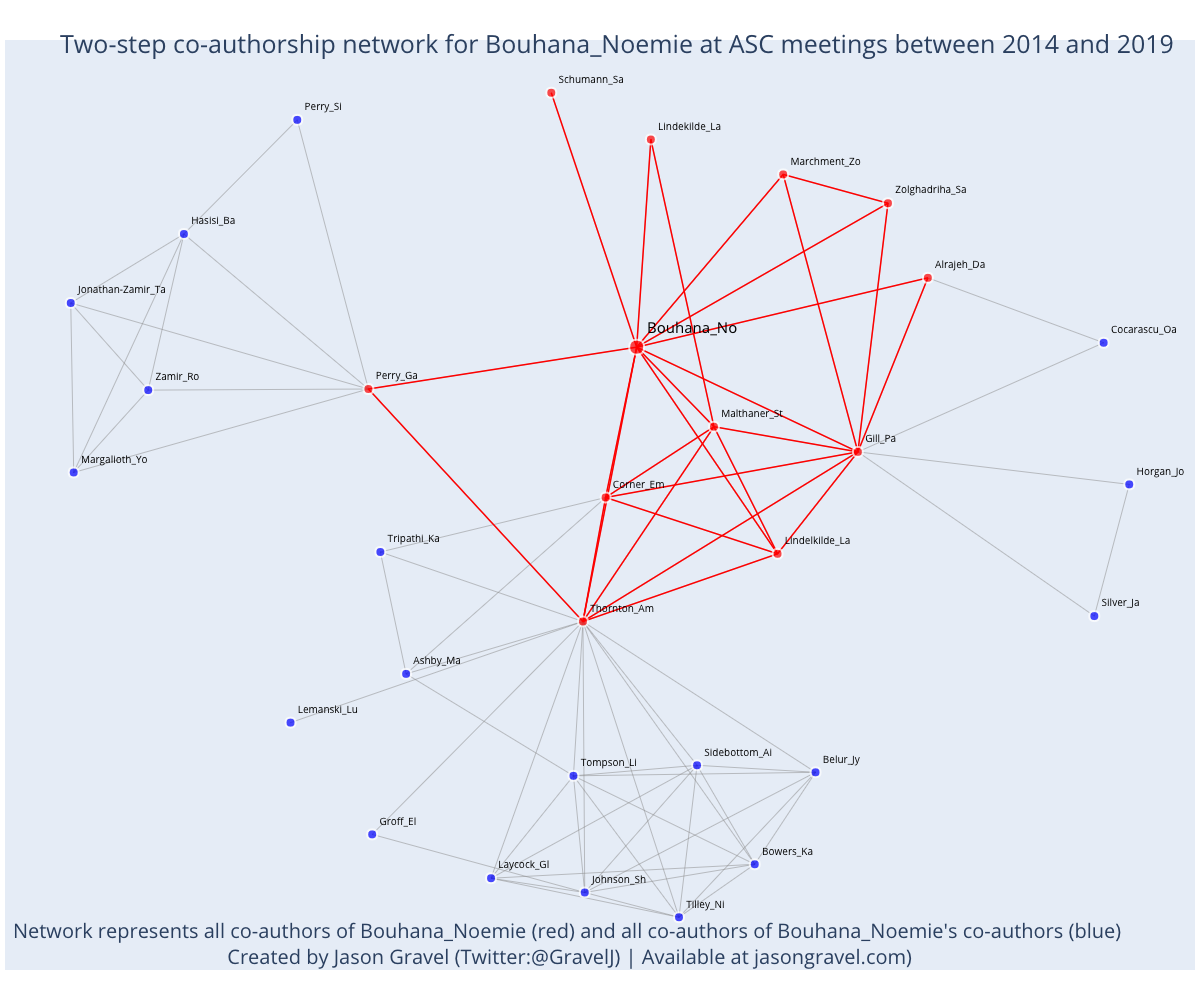 Two-step co-authorship network for Bouhana_Noemie at ASC meetings between 2014 and 2019
Schumann_Sa
Perry_Si
Lindekilde_La
Marchment_Zo
Zolghadriha_Sa
Hasisi_Ba
Alrajeh_Da
Jonathan-Zamir_Ta
Bouhana_No
Cocarascu_Oa
Zamir_Ro
Perry_Ga
Malthaner_St
Gill_Pa
Margalioth_Yo
Horgan_Jo
Corner_Em
Tripathi_Ka
Lindelkilde_La
Silver_Ja
Thornton_Am
Ashby_Ma
Lemanski_Lu
Sidebottom_Ai
Tompson_Li
Belur_Jy
Groff_El
Bowers_Ka
Laycock_Gl
Johnson_Sh
Tilley_Ni
Network represents all co-authors of Bouhana_Noemie (red) and all co-authors of Bouhana_Noemie's co-authors (blue)
Created by Jason Gravel (Twitter:@GravelJ) | Available at jasongravel.com)